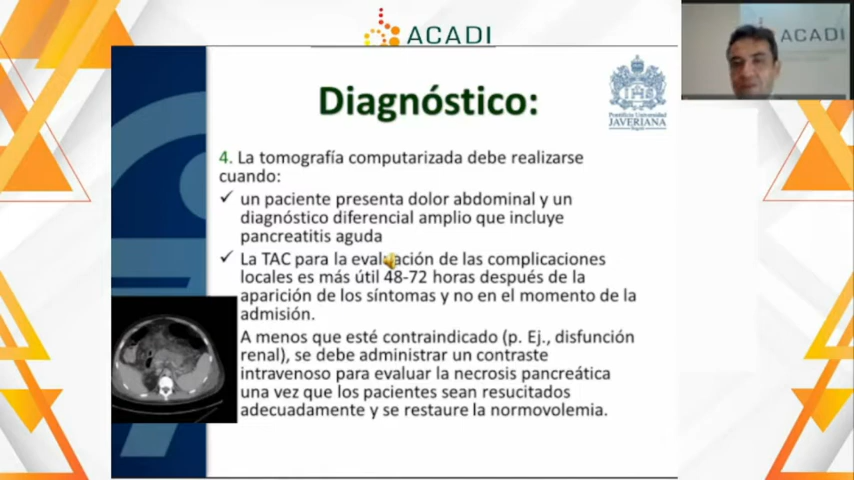 ACADI
ACADI
Diagnóstico:
IHS
Pontificia Universidad
JAVERIANA
Bogotá
4. La tomografía computarizada debe realizarse
cuando:
✓ un paciente presenta dolor abdominal y un
diagnóstico diferencial amplio que incluye
pancreatitis aguda
✓ La TAC para la evaluación de las complicaciones
locales es más útil 48-72 horas después de la
aparición de los síntomas y no en el momento de la
admisión.
A menos que esté contraindicado (p. Ej., disfunción
renal), se debe administrar un contraste
intravenoso para evaluar la necrosis pancreática
una vez que los pacientes sean resucitados
adecuadamente y se restaure la normovolemia.